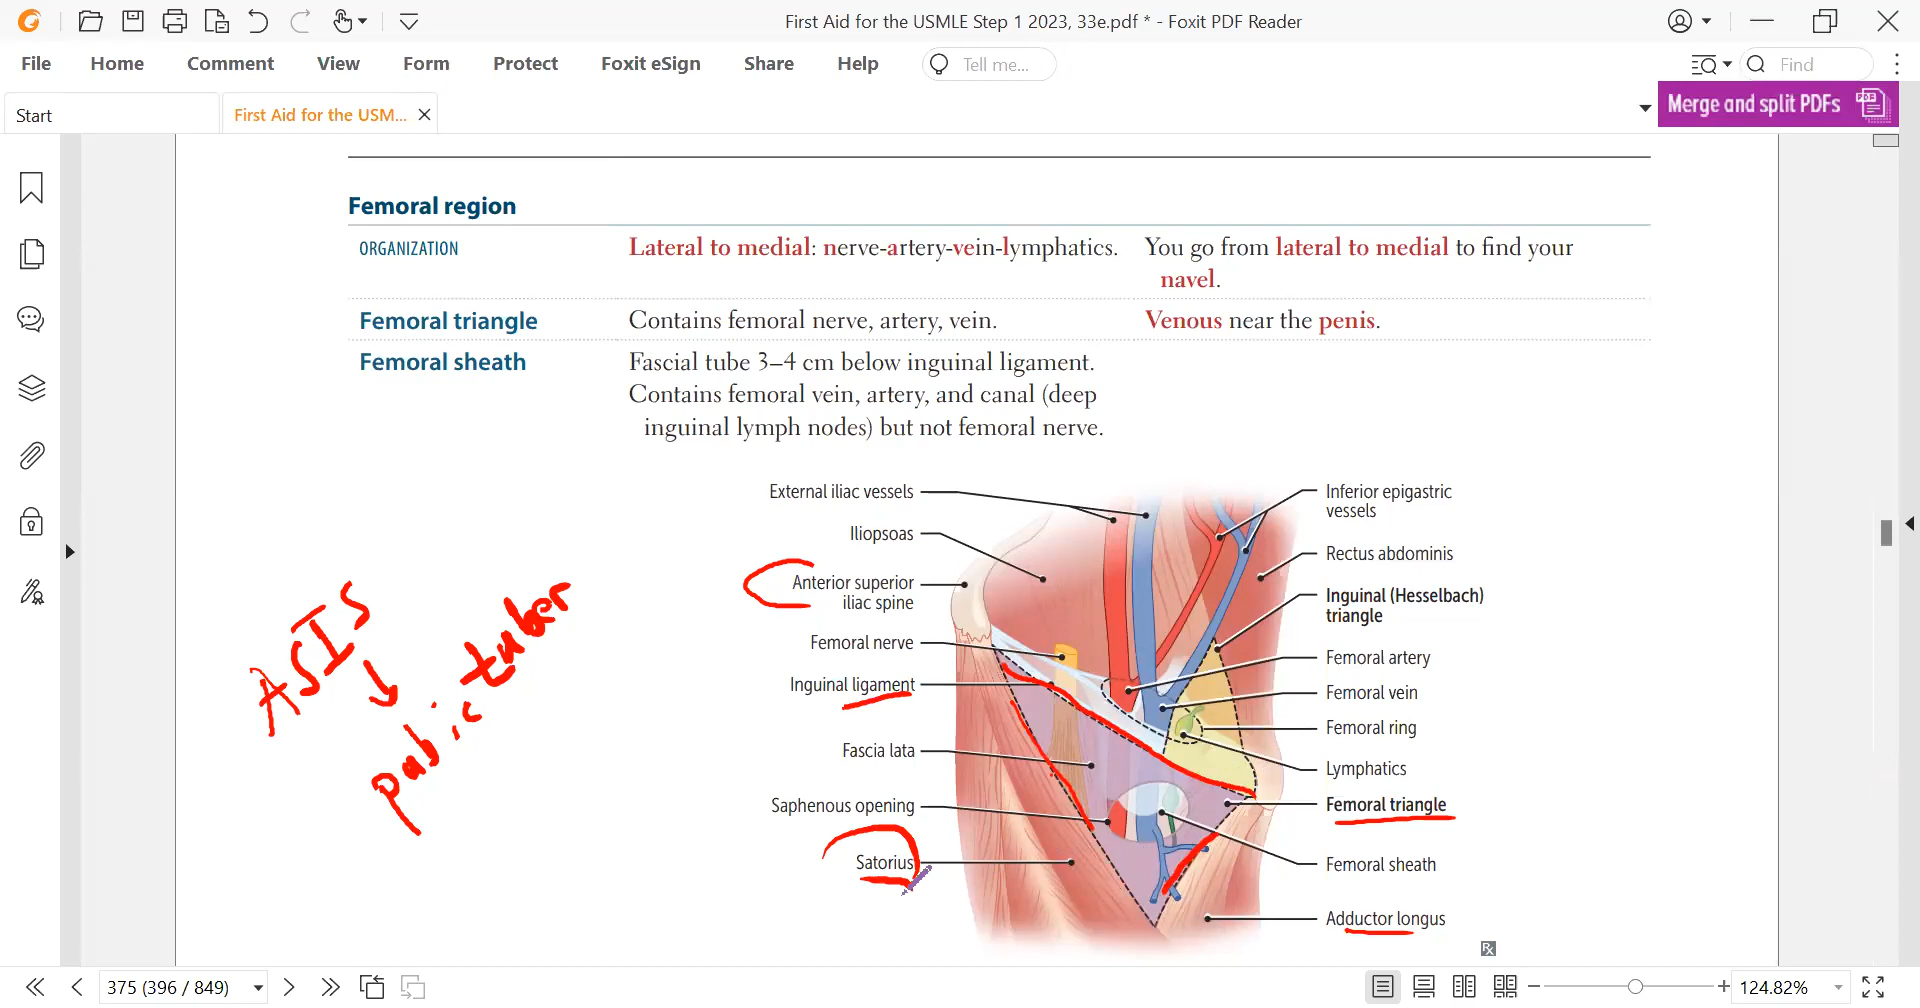 First Aid for the USMLE Step 1 2023, 33e.pdf * - Foxit PDF Reader
File Home Comment View Form Protect Foxit eSign Share Help Tell me... Find
Start First Aid for the USM... Merge and split PDFs
PDF
Femoral region
ORGANIZATION Lateral to medial: nerve-artery-vein-lymphatics. You go from lateral to medial to find your
navel.
Femoral triangle Contains femoral nerve, artery, vein. Venous near the penis.
Femoral sheath Fascial tube 3–4 cm below inguinal ligament.
Contains femoral vein, artery, and canal (deep
inguinal lymph nodes) but not femoral nerve.
External iliac vessels
Iliopsoas
Anterior superior
iliac spine
Femoral nerve
Inguinal ligament
Fascia lata
Saphenous opening
Satorius
Inferior epigastric
vessels
Rectus abdominis
Inguinal (Hesselbach)
triangle
Femoral artery
Femoral vein
Femoral ring
Lymphatics
Femoral triangle
Femoral sheath
Adductor longus
Rx
ASIS
pubic tuber
375 (396 / 849) 124.82%